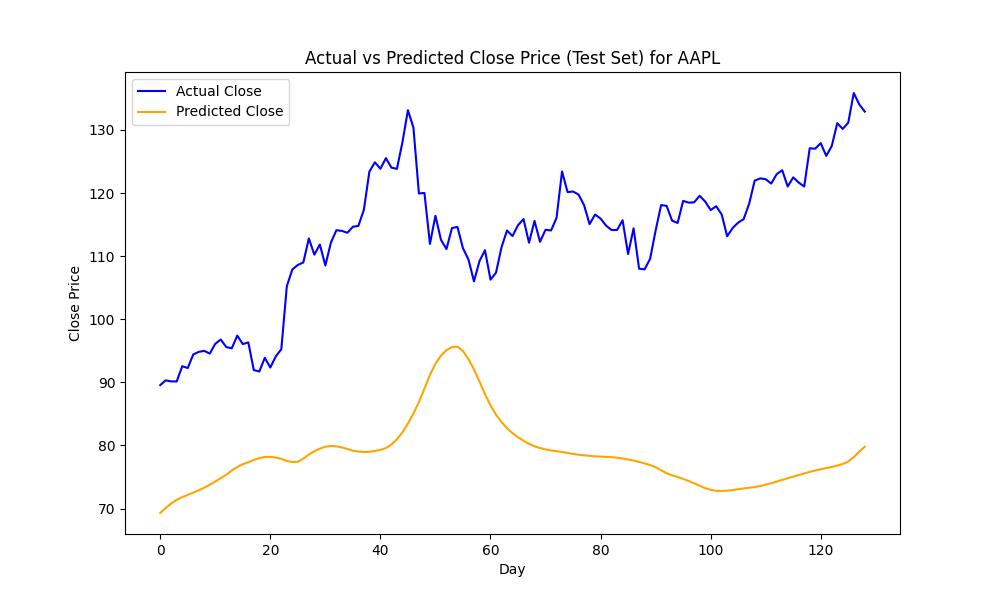 Actual vs Predicted Close Price (Test Set) for AAPL
Actual Close
Predicted Close
130
120
110
100
90
80
70
Close Price
0 20 40 60 80 100 120
Day